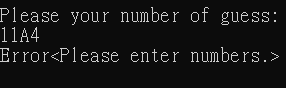 Please your number of guess:
11A4
Error<Please enter numbers.>